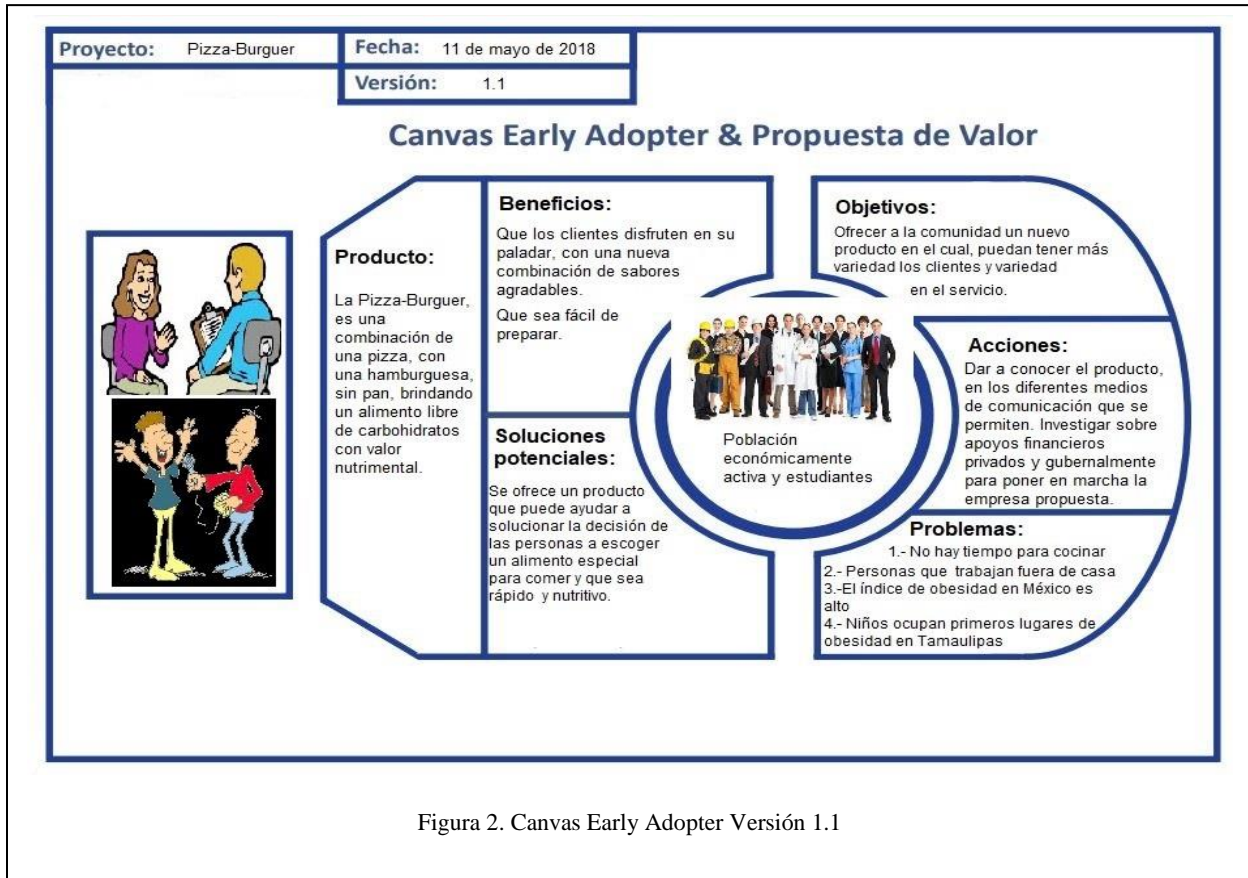 Proyecto: Pizza-Burguer
Fecha: 11 de mayo de 2018
Versión: 1.1
Canvas Early Adopter & Propuesta de Valor
Producto:
La Pizza-Burguer,
es una
combinación de
una pizza, con
una hamburguesa,
sin pan, brindando
un alimento libre
de carbohidratos
con valor
nutrimental.
Beneficios:
Que los clientes disfruten en su
paladar, con una nueva
combinación de sabores
agradables.
Que sea fácil de
preparar.
Soluciones
potenciales:
Se ofrece un producto
que puede ayudar a
solucionar la decisión de
las personas a escoger
un alimento especial
para comer y que sea
rápido y nutritivo.
Población
económicamente
activa y estudiantes
Objetivos:
Ofrecer a la comunidad un nuevo
producto en el cual, puedan tener más
variedad los clientes y variedad
en el servicio.
Acciones:
Dar a conocer el producto,
en los diferentes medios
de comunicación que se
permiten. Investigar sobre
apoyos financieros
privados y gubernalmente
para poner en marcha la
empresa propuesta.
Problemas:
1.- No hay tiempo para cocinar
2.- Personas que trabajan fuera de casa
3.-El índice de obesidad en México es
alto
4.- Niños ocupan primeros lugares de
obesidad en Tamaulipas
Figura 2. Canvas Early Adopter Versión 1.1